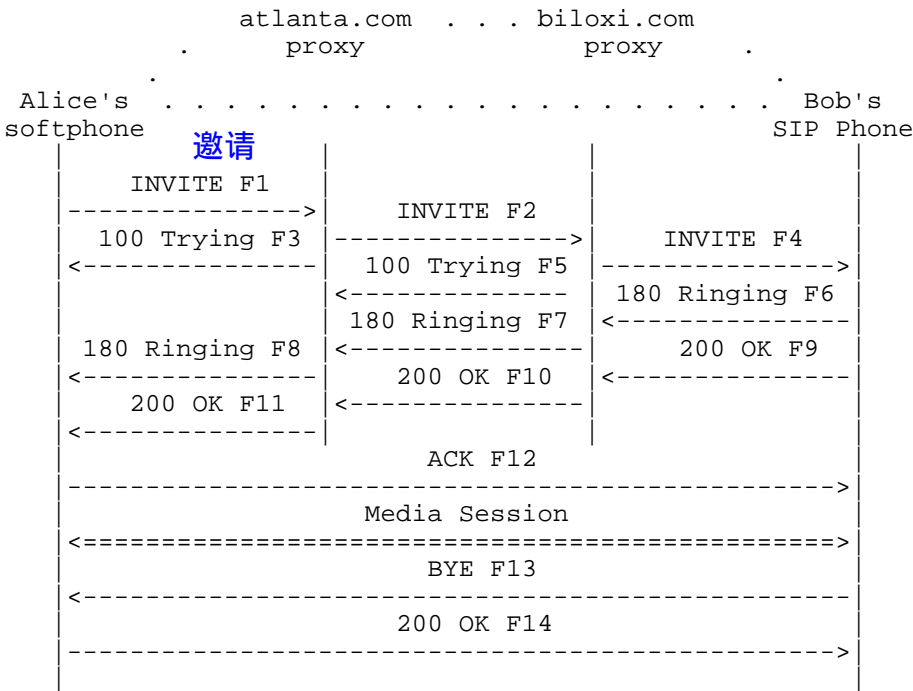 atlanta.com . . . biloxi.com
. proxy proxy .
. .
Alice's . . . . . . . . . . . . . . . . . . . . Bob's
softphone SIP Phone
邀请
| | | |
| INVITE F1 | | |
|--------------->| INVITE F2 | |
| 100 Trying F3 |--------------->| INVITE F4 |
|<---------------| 100 Trying F5 |--------------->|
| |<-------------- | 180 Ringing F6 |
| | 180 Ringing F7 |<---------------|
| 180 Ringing F8 |<---------------| 200 OK F9 |
|<---------------| 200 OK F10 |<---------------|
| 200 OK F11 |<---------------| |
|<---------------| | |
| ACK F12 |
|------------------------------------------------->|
| Media Session |
|<================================================>|
| BYE F13 |
|<-------------------------------------------------|
| 200 OK F14 |
|------------------------------------------------->|
| |